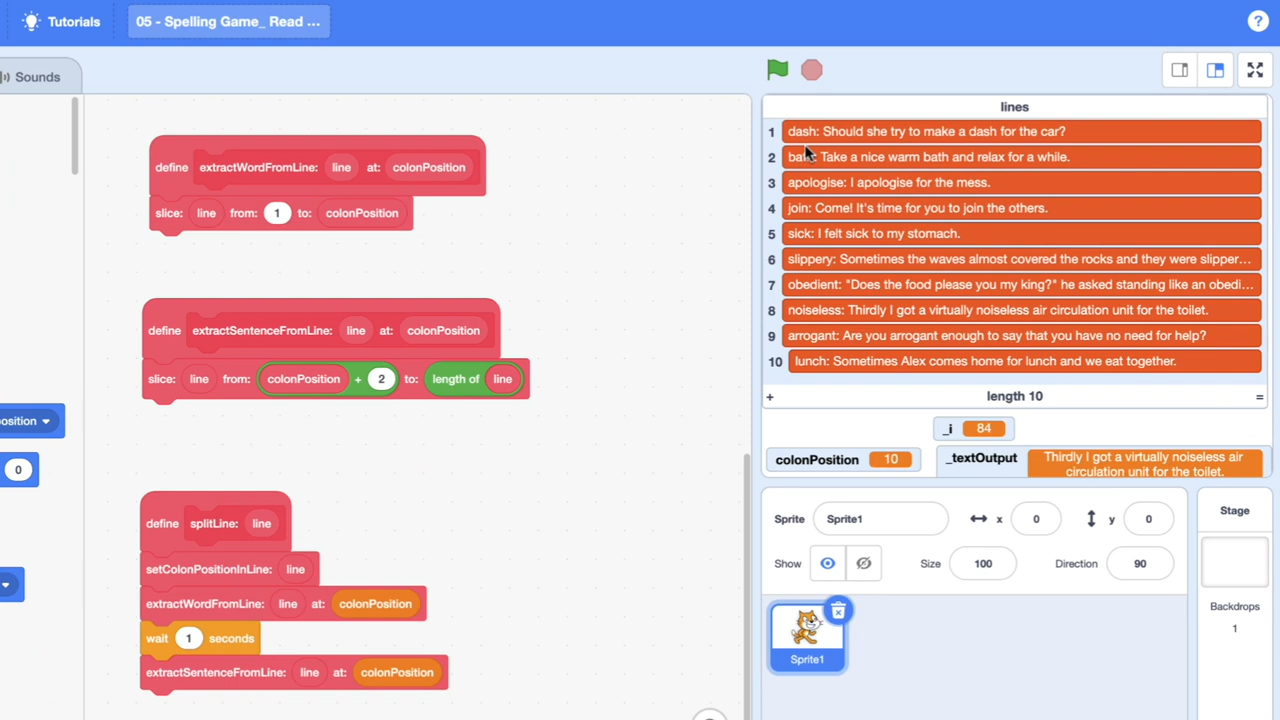 Tutorials
05 - Spelling Game_ Read ...
?
Sounds
define extractWordFromLine: line at: colonPosition
slice: line from: 1 to: colonPosition
define extractSentenceFromLine: line at: colonPosition
slice: line from: colonPosition + 2 to: length of line
osition
0
define splitLine: line
setColonPositionInLine: line
extractWordFromLine: line at: colonPosition
wait 1 seconds
extractSentenceFromLine: line at: colonPosition
lines
1 dash: Should she try to make a dash for the car?
2 Take a nice warm bath and relax for a while.
3 apologise: I apologise for the mess.
4 join: Come! It's time for you to join the others.
5 sick: I felt sick to my stomach.
6 slippery: Sometimes the waves almost covered the rocks and they were slipper...
7 obedient: "Does the food please you my king?" he asked standing like an obedi...
8 noiseless: Thirdly I got a virtually noiseless air circulation unit for the toilet.
9 arrogant: Are you arrogant enough to say that you have no need for help?
10 lunch: Sometimes Alex comes home for lunch and we eat together.
+ length 10 =
_i 84
colonPosition 10
_textOutput Thirdly I got a virtually noiseless air
circulation unit for the toilet.
Sprite Sprite1 x 0 y 0
Show Size 100 Direction 90
Sprite1
Stage
Backdrops
1